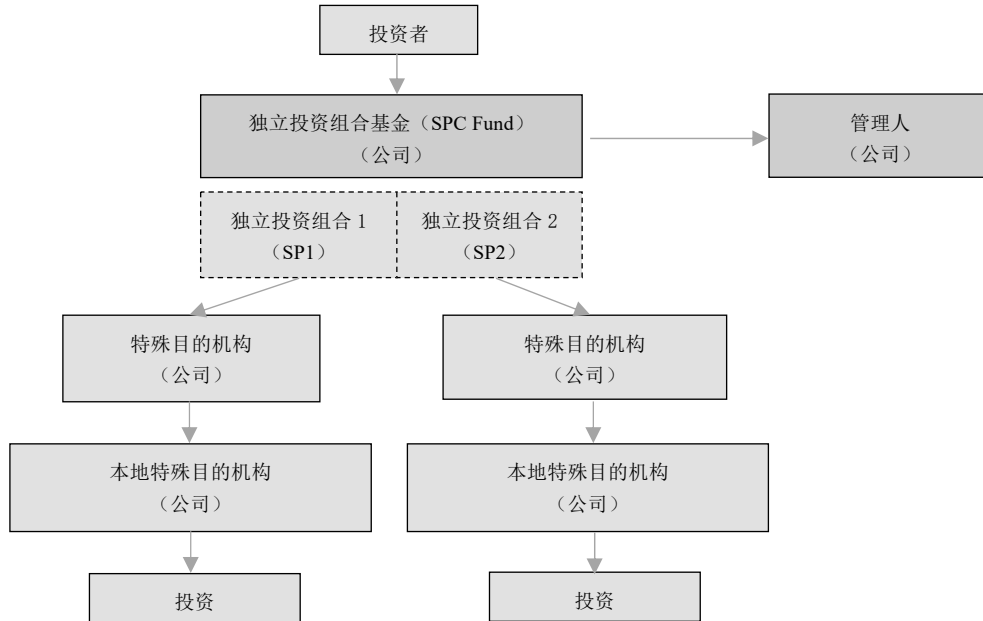 投资者
独立投资组合基金（SPC Fund）
（公司）
管理人
（公司）
独立投资组合 1
（SP1）
独立投资组合 2
（SP2）
特殊目的机构
（公司）
特殊目的机构
（公司）
本地特殊目的机构
（公司）
本地特殊目的机构
（公司）
投资
投资